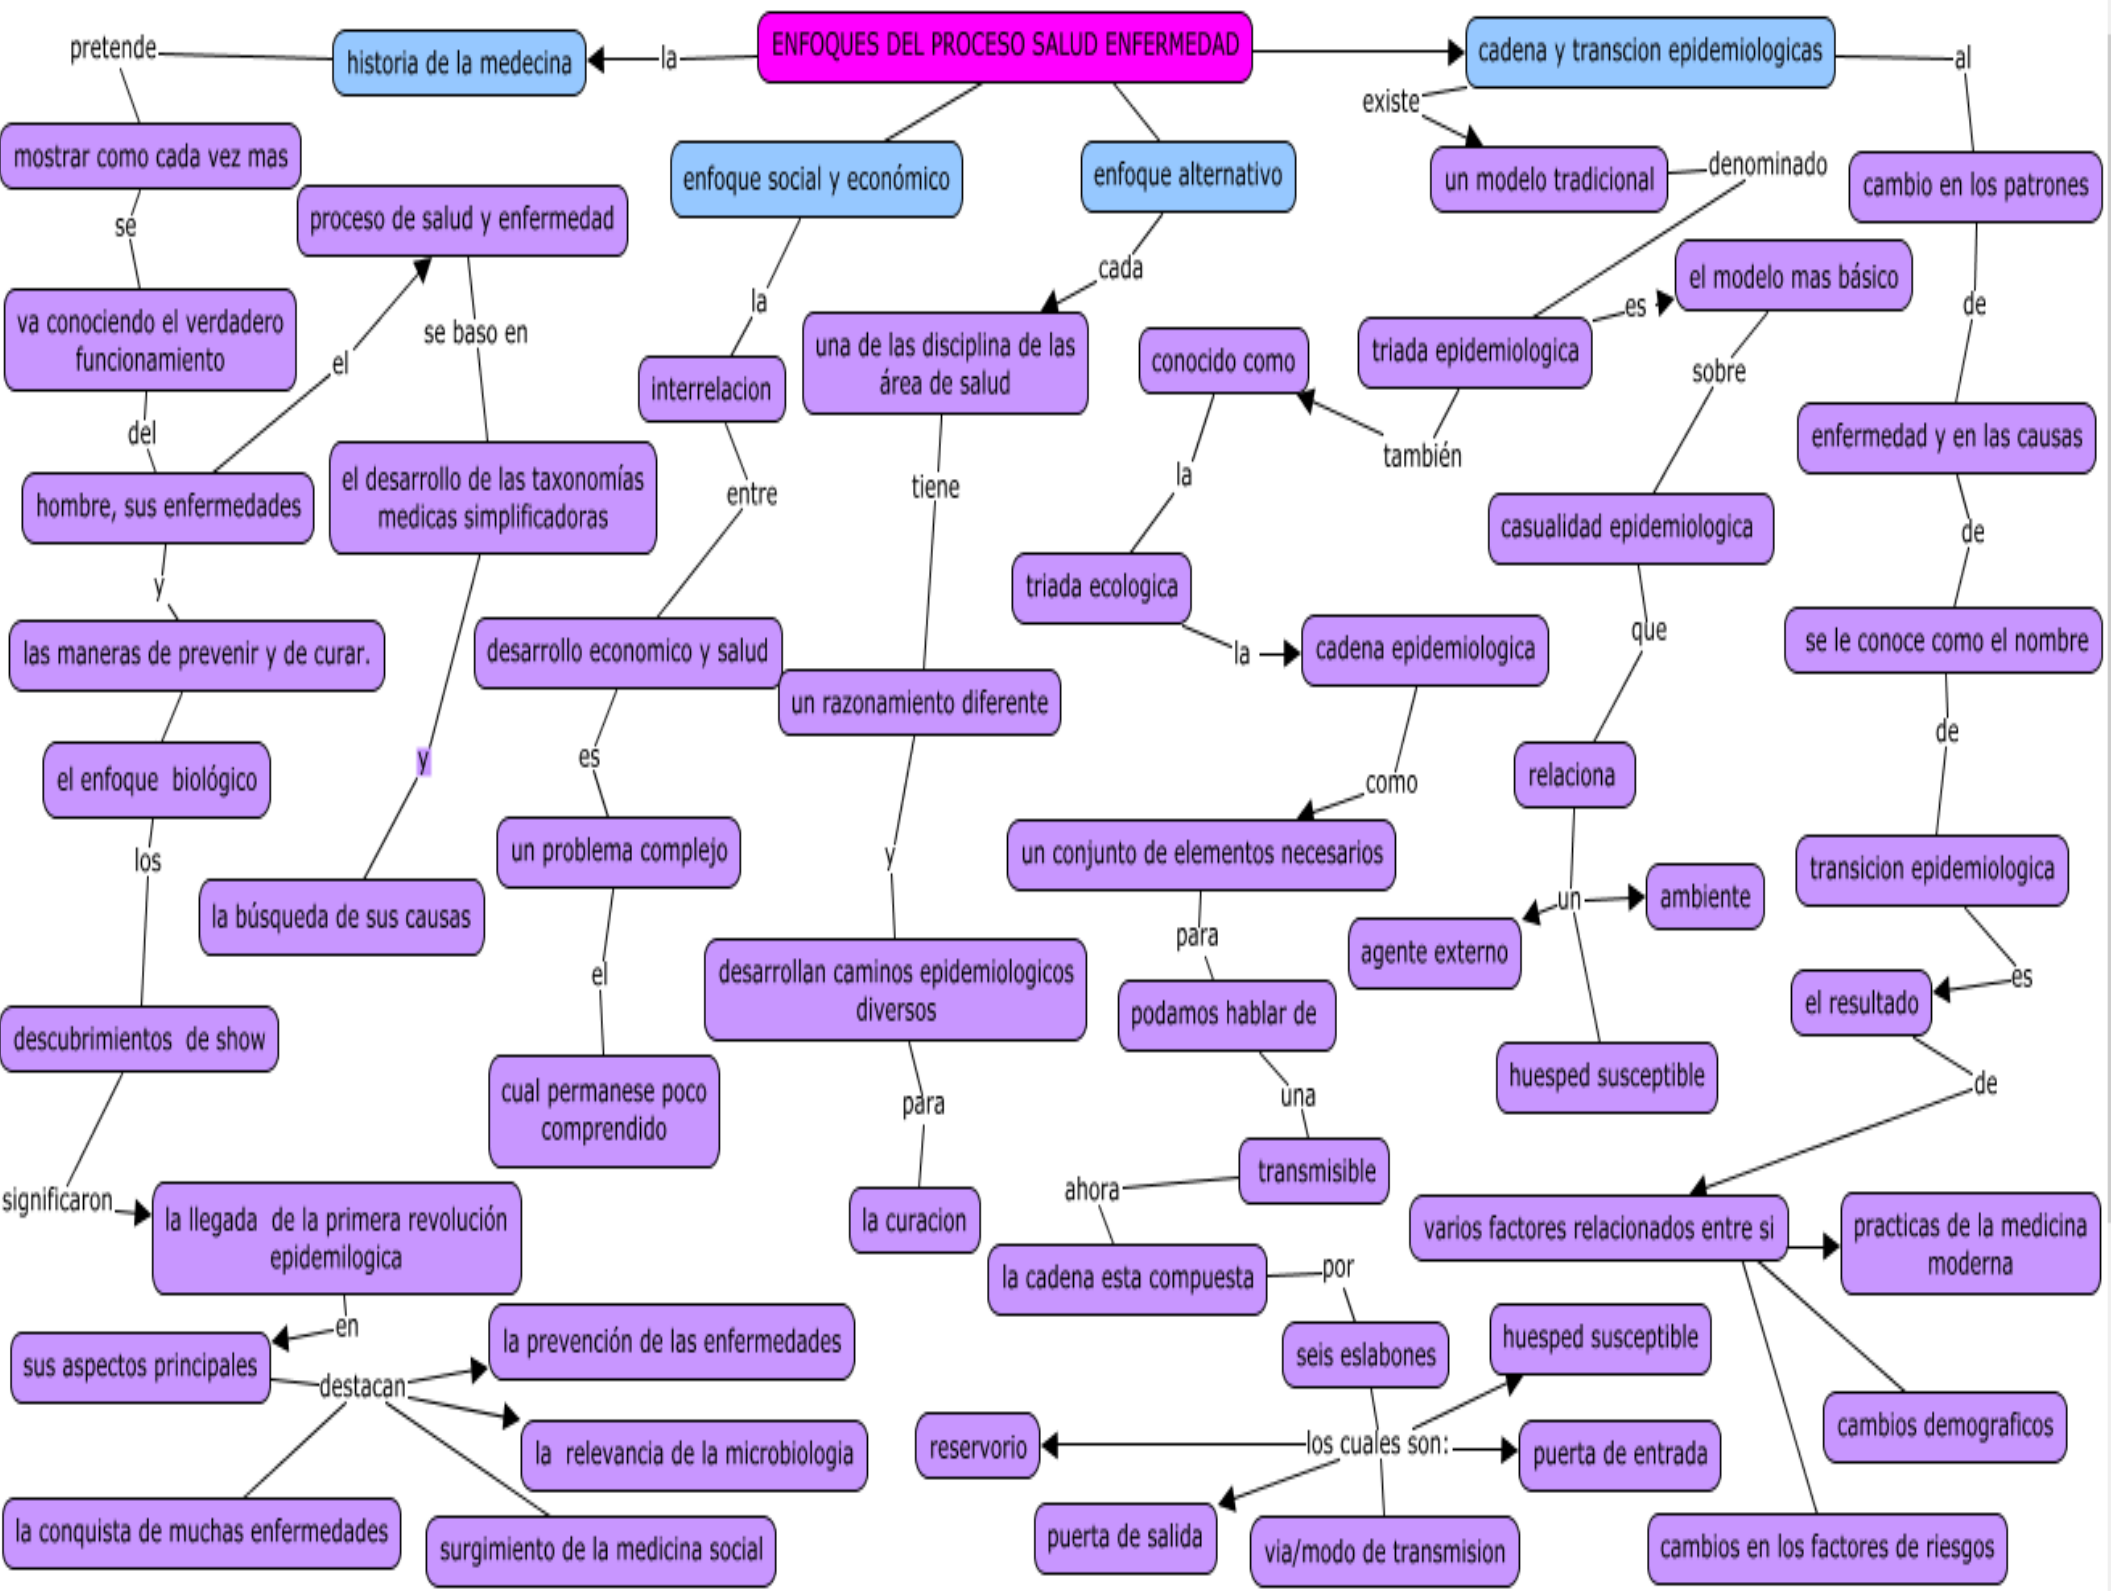 ENFOQUES DEL PROCESO SALUD ENFERMEDAD
la
historia de la medecina
pretende
mostrar como cada vez mas
se
va conociendo el verdadero
funcionamiento
del
hombre, sus enfermedades
el
proceso de salud y enfermedad
se baso en
el desarrollo de las taxonomías
medicas simplificadoras
y
la búsqueda de sus causas
y
las maneras de prevenir y de curar.
el enfoque  biológico
los
descubrimientos  de show
significaron
la llegada  de la primera revolución
epidemilogica
en
sus aspectos principales
destacan
la prevención de las enfermedades
la  relevancia de la microbiologia
la conquista de muchas enfermedades
surgimiento de la medicina social
enfoque social y económico
la
interrelacion
entre
desarrollo economico y salud
es
un problema complejo
el
cual permanese poco
comprendido
enfoque alternativo
cada
una de las disciplina de las
área de salud
tiene
un razonamiento diferente
y
desarrollan caminos epidemiologicos
diversos
para
la curacion
cadena y transcion epidemiologicas
existe
un modelo tradicional
denominado
triada epidemiologica
es
el modelo mas básico
sobre
casualidad epidemiologica
que
relaciona
un
ambiente
agente externo
huesped susceptible
también
conocido como
la
triada ecologica
la
cadena epidemiologica
como
un conjunto de elementos necesarios
para
podamos hablar de
una
transmisible
ahora
la cadena esta compuesta
por
seis eslabones
los cuales son:
huesped susceptible
reservorio
puerta de entrada
puerta de salida
via/modo de transmision
al
cambio en los patrones
de
enfermedad y en las causas
de
se le conoce como el nombre
de
transicion epidemiologica
es
el resultado
de
varios factores relacionados entre si
practicas de la medicina
moderna
cambios demograficos
cambios en los factores de riesgos